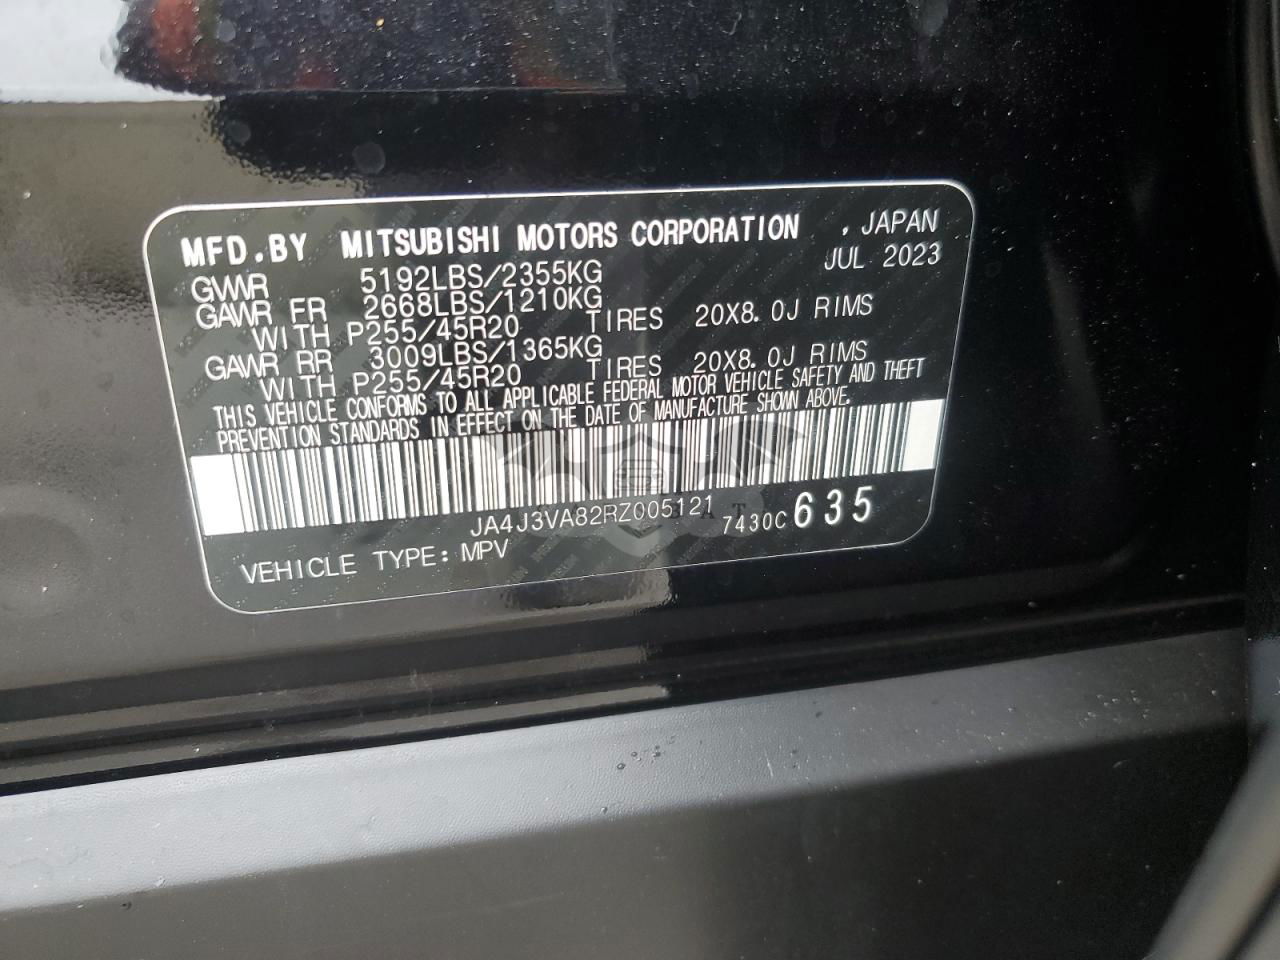 MFD.BY MITSUBISHI MOTORS CORPORATION , JAPAN
GVWR 5192LBS/2355KG JUL 2023
GAWR FR 2668LBS/1210KG
WITH P255/45R20 TIRES 20X8.0J RIMS
GAWR RR 3009LBS/1365KG
WITH P255/45R20 TIRES 20X8.0J RIMS
THIS VEHICLE CONFORMS TO ALL APPLICABLE FEDERAL MOTOR VEHICLE SAFETY AND THEFT
PREVENTION STANDARDS IN EFFECT ON THE DATE OF MANUFACTURE SHOWN ABOVE.
JA4J3VA82RZ005121 7430C 635
VEHICLE TYPE: MPV